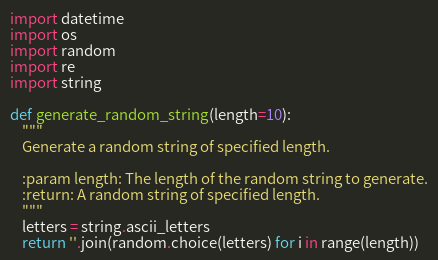 import datetime
import os
import random
import re
import string

def generate_random_string(length=10):
    """
    Generate a random string of specified length.

    :param length: The length of the random string to generate.
    :return: A random string of specified length.
    """
    letters = string.ascii_letters
    return ''.join(random.choice(letters) for i in range(length))